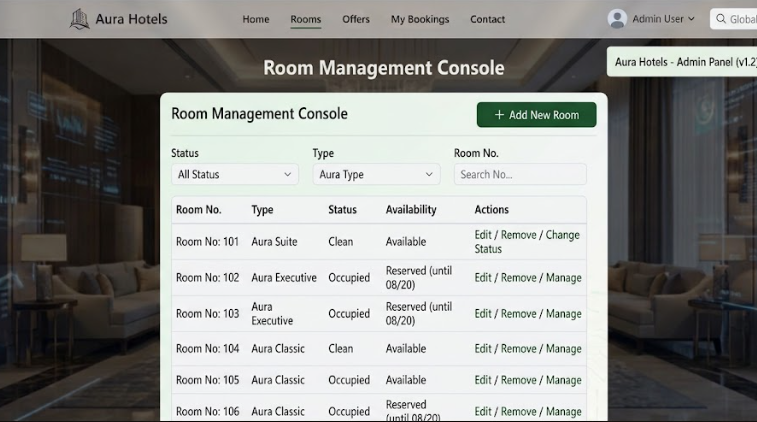 Aura Hotels Home Rooms Offers My Bookings Contact Admin User Global
Aura Hotels - Admin Panel (v1.2)
Room Management Console
Room Management Console + Add New Room
Status Type Room No.
All Status Aura Type Search No...
Room No. Type Status Availability Actions
Room No: 101 Aura Suite Clean Available Edit / Remove / Change
Status
Room No: 102 Aura Executive Occupied Reserved (until
08/20) Edit / Remove / Manage
Room No: 103 Aura
Executive Occupied Reserved (until
08/20) Edit / Remove / Manage
Room No: 104 Aura Classic Clean Available Edit / Remove / Manage
Room No: 105 Aura Classic Occupied Available Edit / Remove / Manage
Room No: 106 Aura Classic Occupied Reserved
(until 08/20) Edit / Remove / Manage